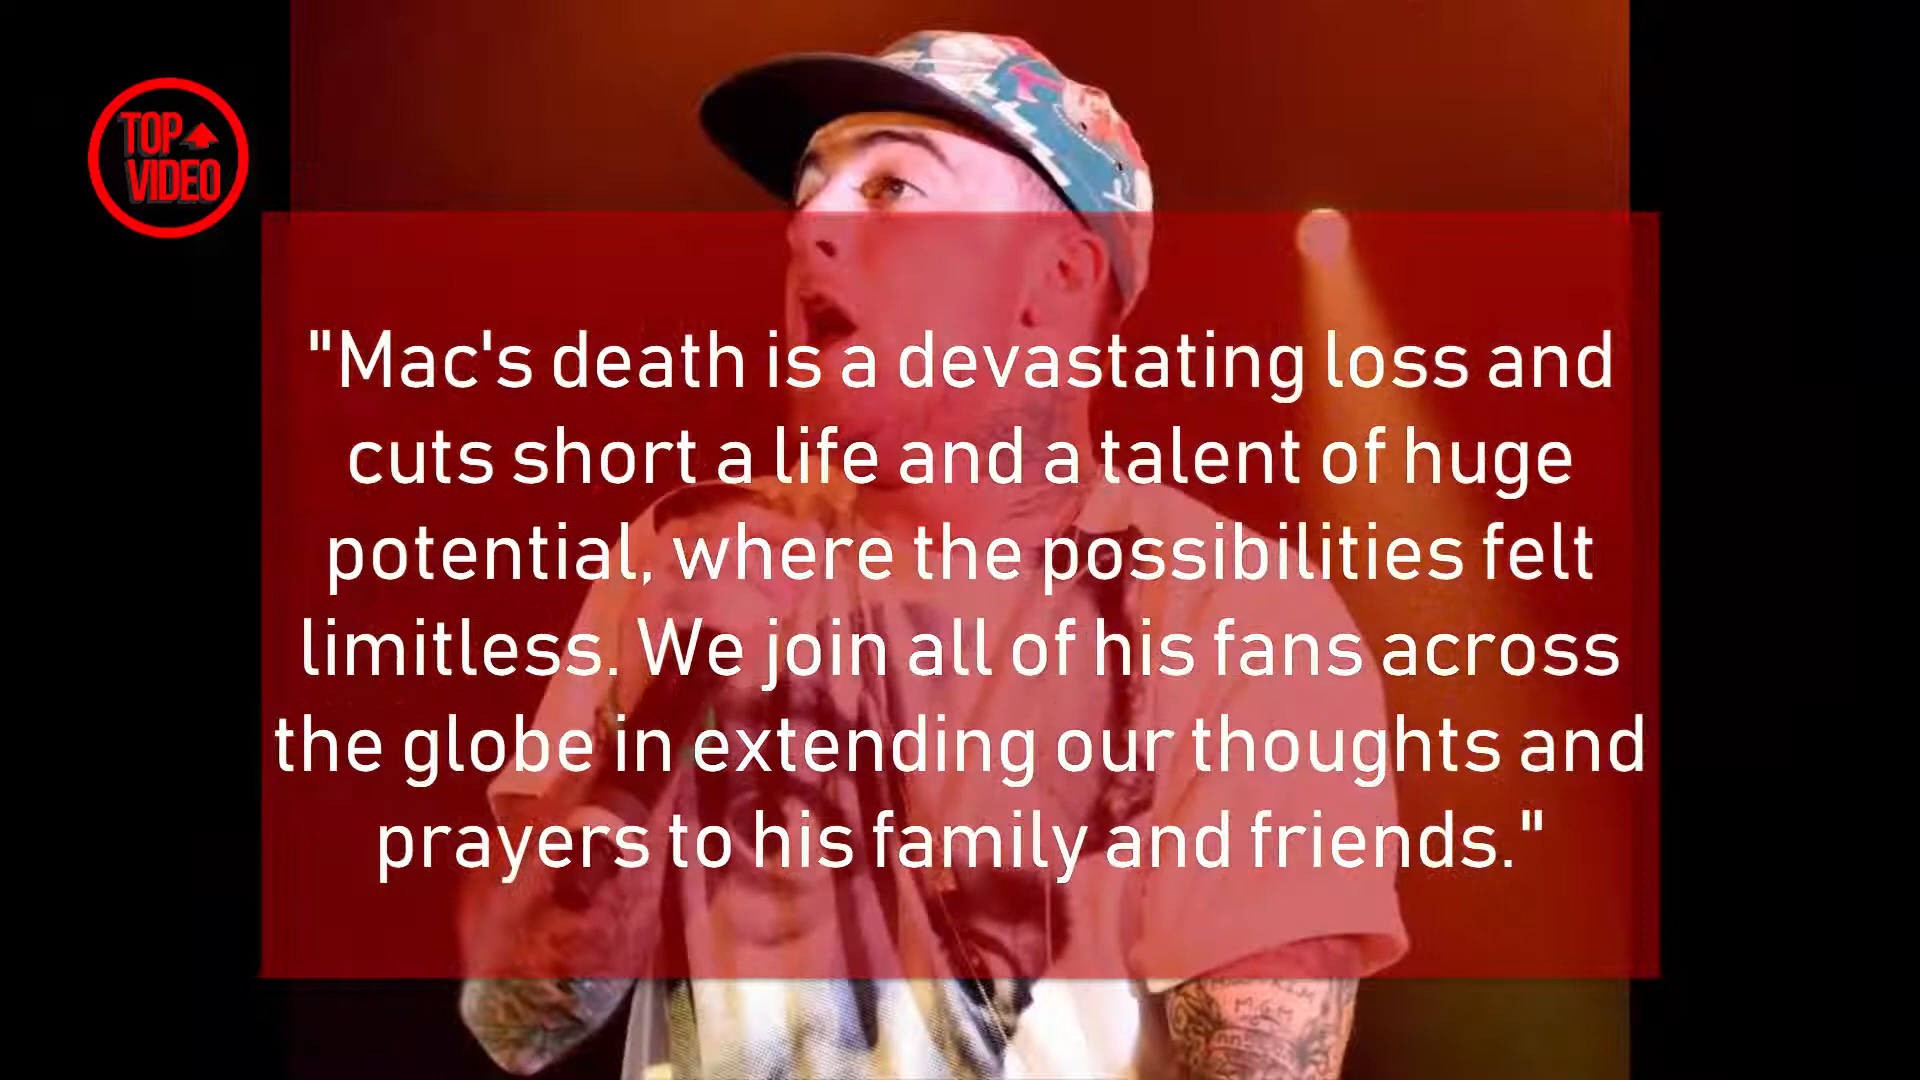 TOP
VIDEO
"Mac's death is a devastating loss and
cuts short a life and a talent of huge
potential, where the possibilities felt
limitless. We join all of his fans across
the globe in extending our thoughts and
prayers to his family and friends."
M.G.M